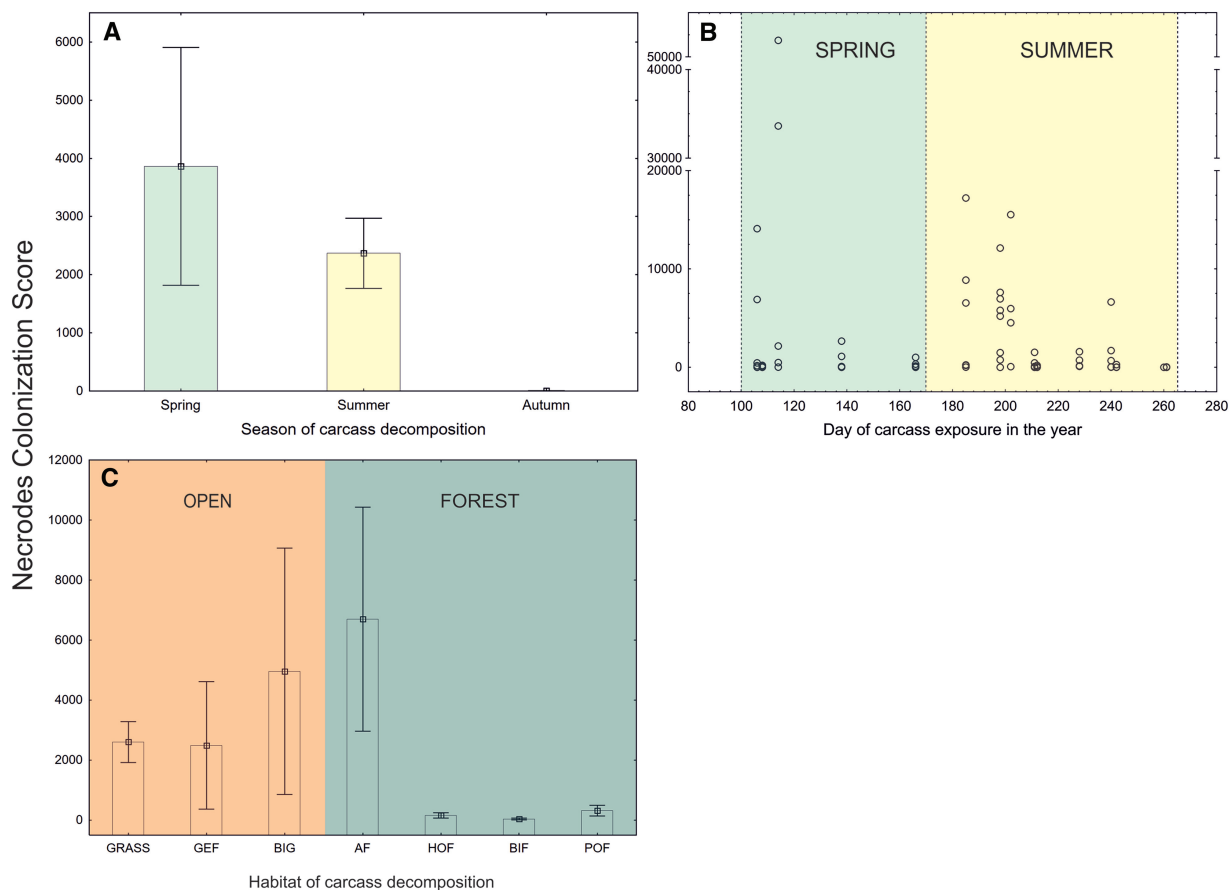 Necrodes Colonization Score
A
6000
5000
4000
3000
2000
1000
0
Spring Summer Autumn
Season of carcass decomposition
B
SPRING SUMMER
50000
40000
30000
20000
10000
0
80 100 120 140 160 180 200 220 240 260 280
Day of carcass exposure in the year
C
OPEN FOREST
12000
10000
8000
6000
4000
2000
0
GRASS GEF BIG AF HOF BIF POF
Habitat of carcass decomposition